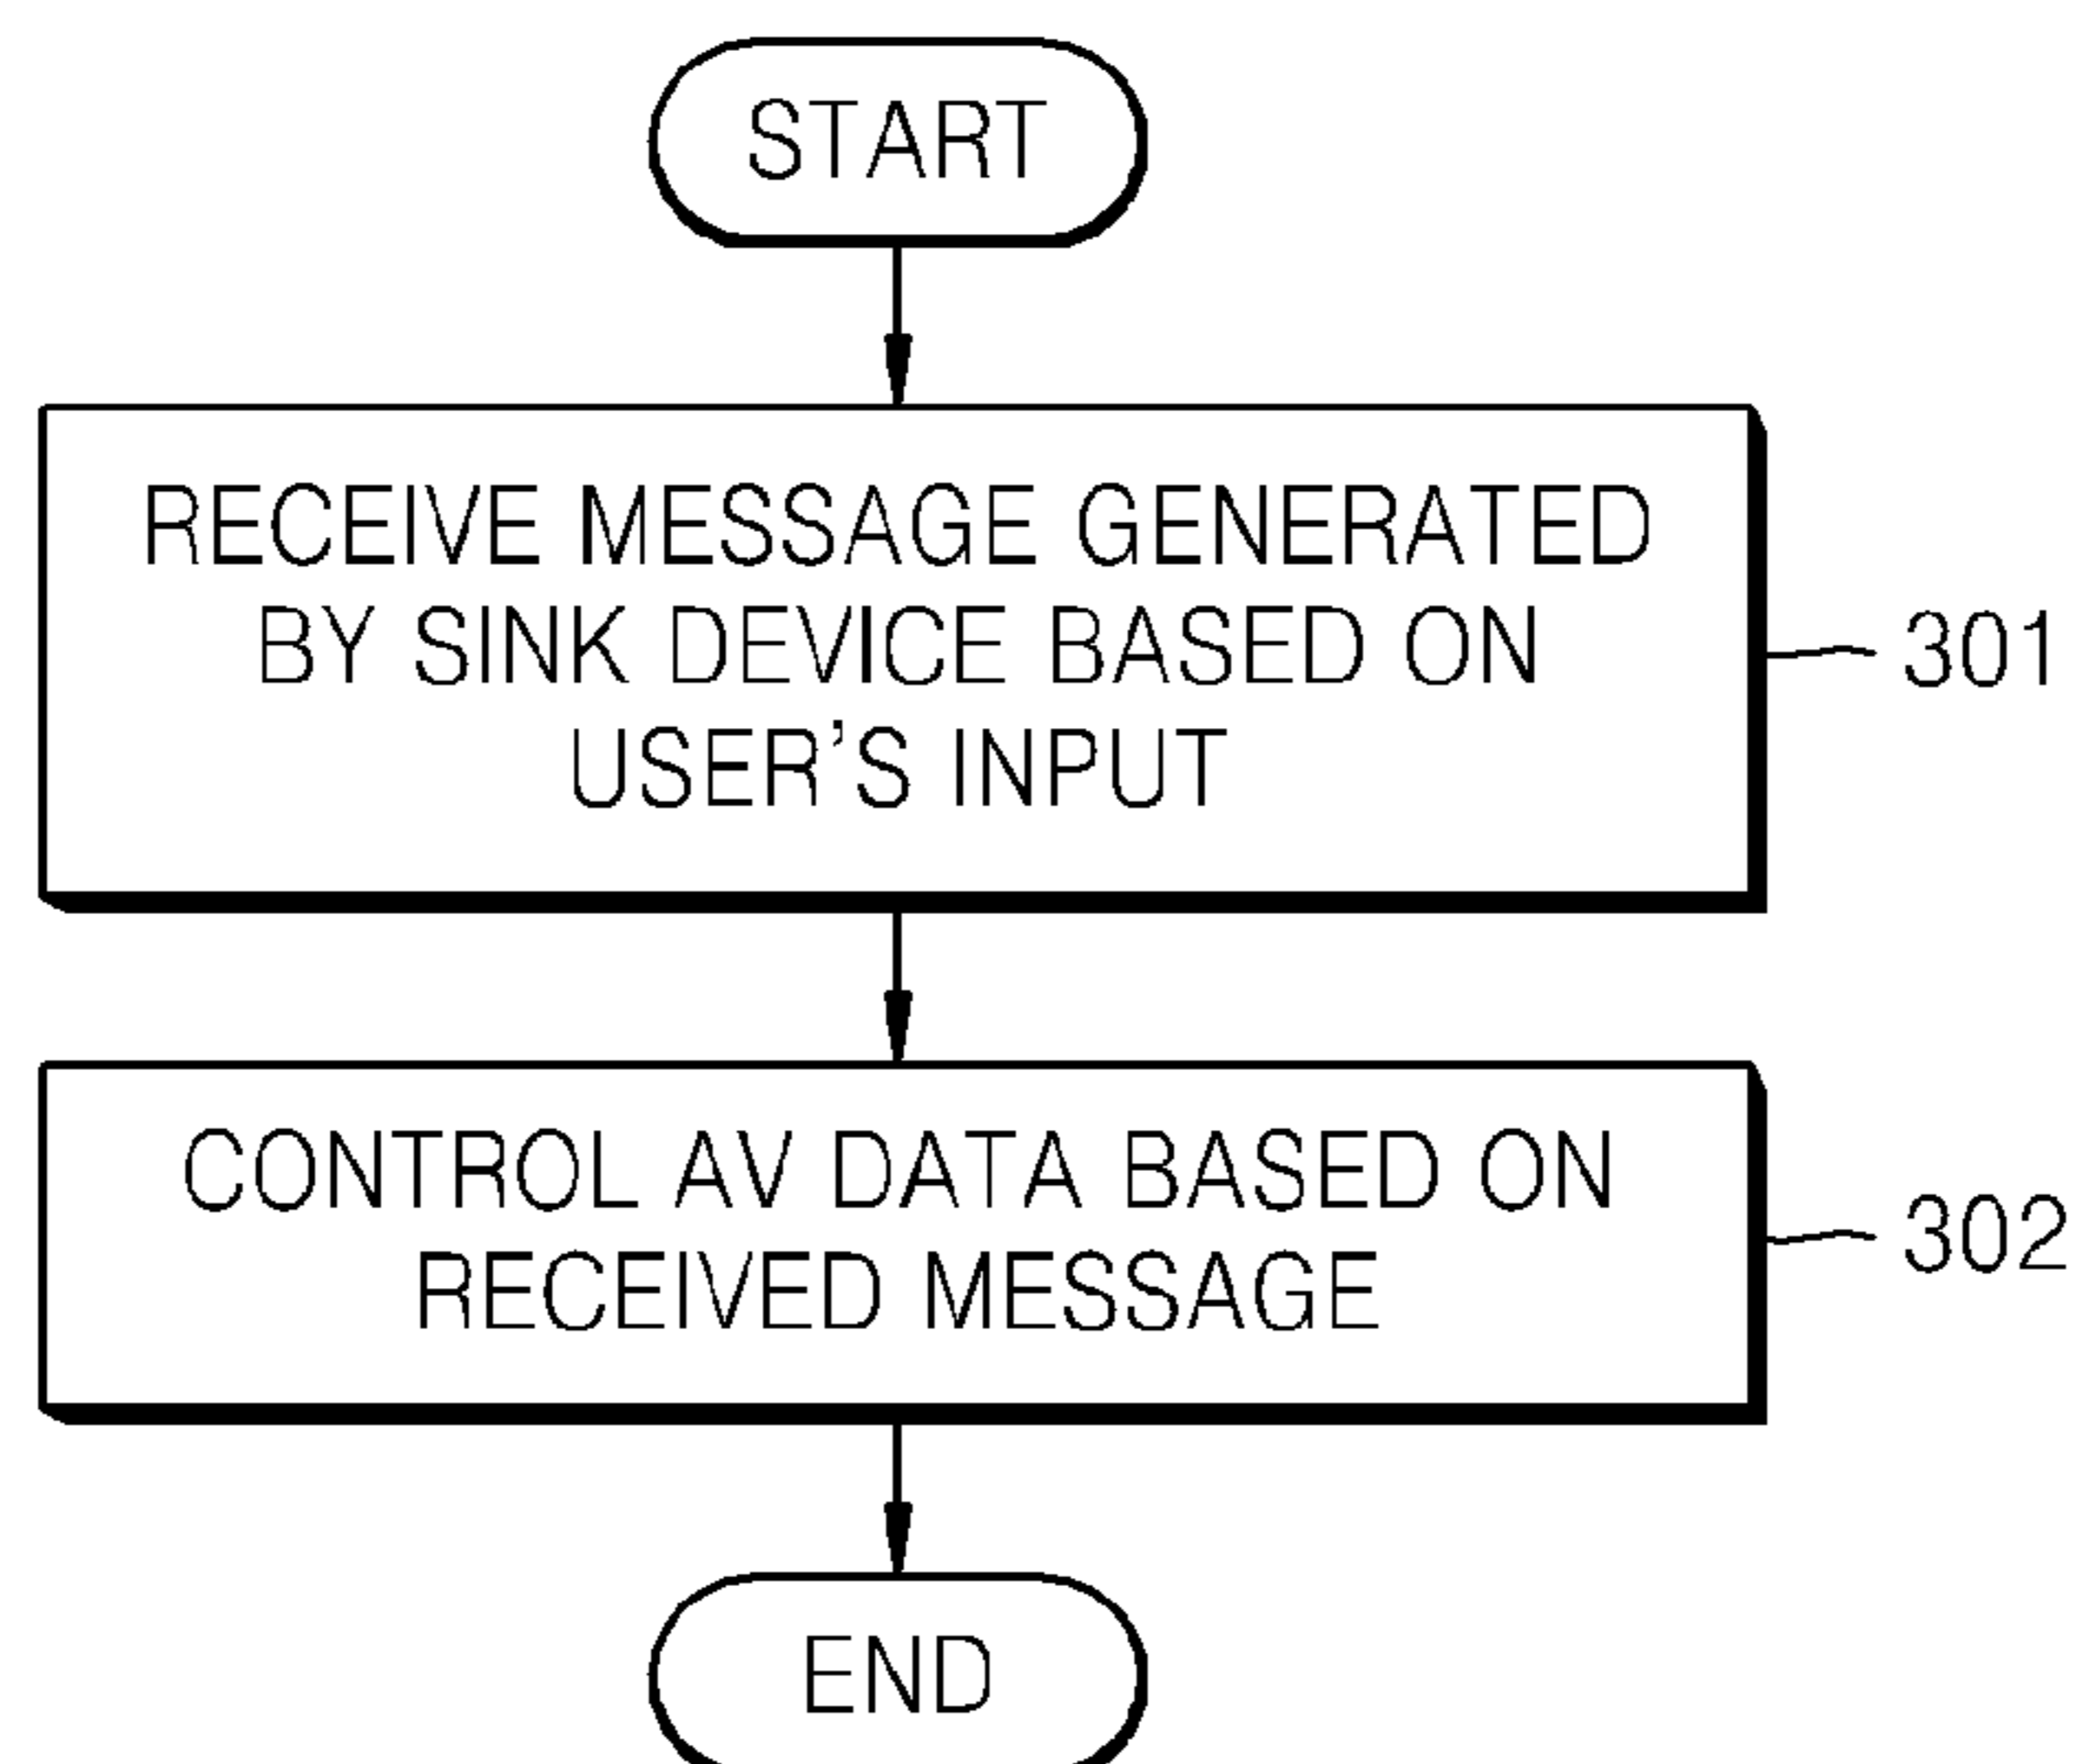 START
RECEIVE MESSAGE GENERATED
BY SINK DEVICE BASED ON
USER'S INPUT
301
CONTROL AV DATA BASED ON
RECEIVED MESSAGE
302
END